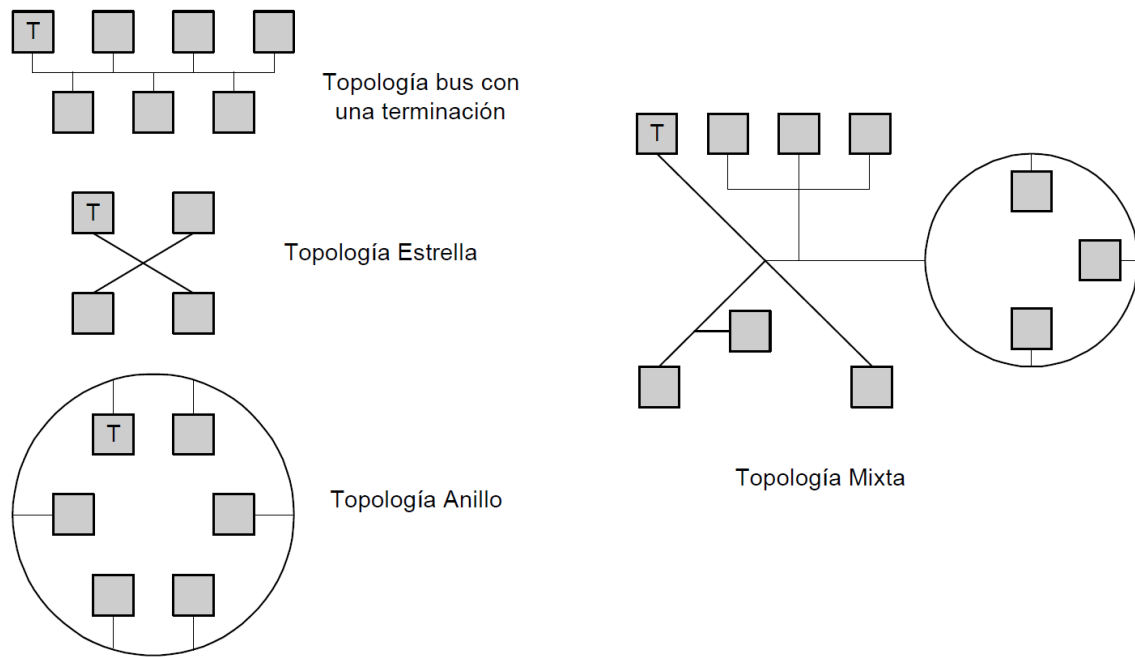 T
Topología bus con
una terminación
T
Topología Estrella
T
Topología Anillo
T
Topología Mixta